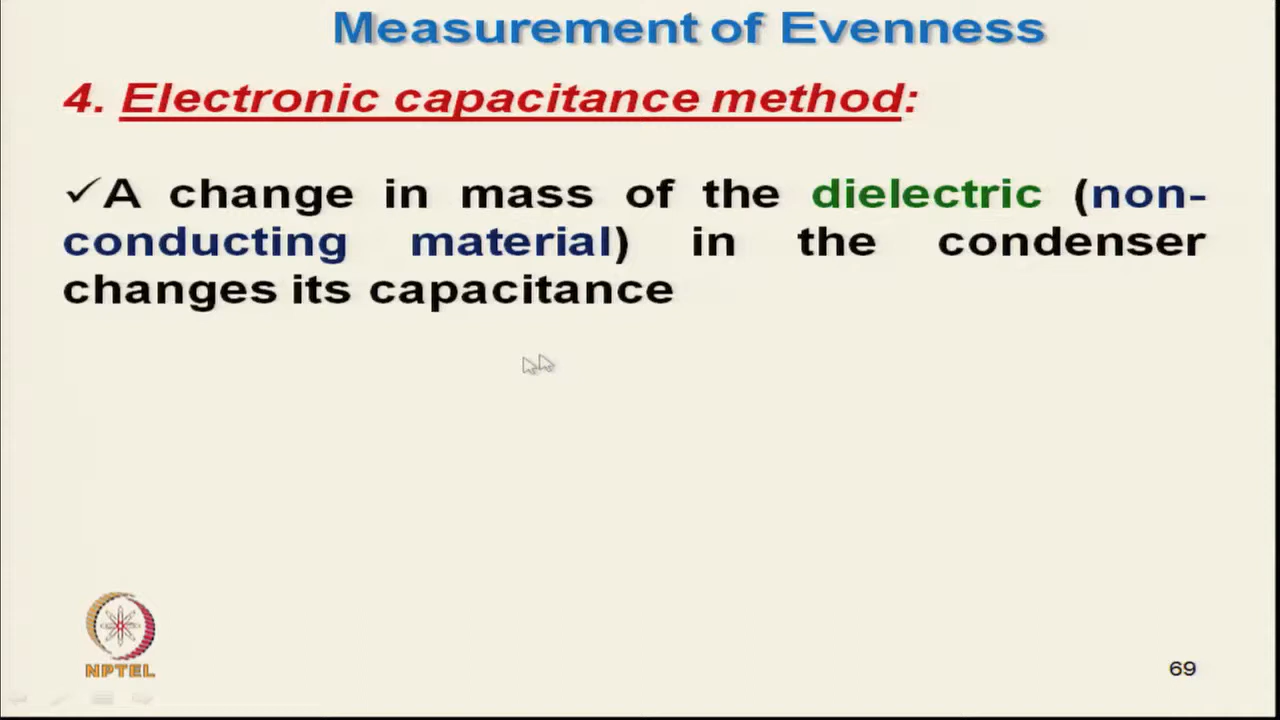 Measurement of Evenness
4. Electronic capacitance method:
✓A change in mass of the dielectric (non-
conducting material) in the condenser
changes its capacitance
NPTEL
69